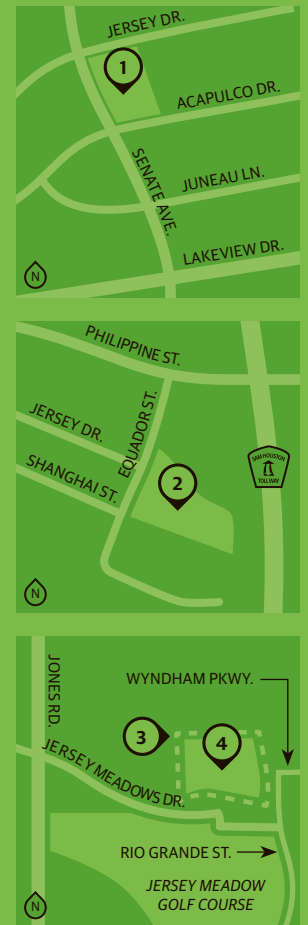 JERSEY DR.
1
ACAPULCO DR.
SENATE AVE.
JUNEAU LN.
LAKEVIEW DR.
N
PHILIPPINE ST.
EQUADOR ST.
JERSEY DR.
SHANGHAI ST.
SAM HOUSTON
TOLLWAY
2
N
JONES RD.
WYNDHAM PKWY.
3
4
JERSEY MEADOWS DR.
RIO GRANDE ST.
JERSEY MEADOW
GOLF COURSE
N